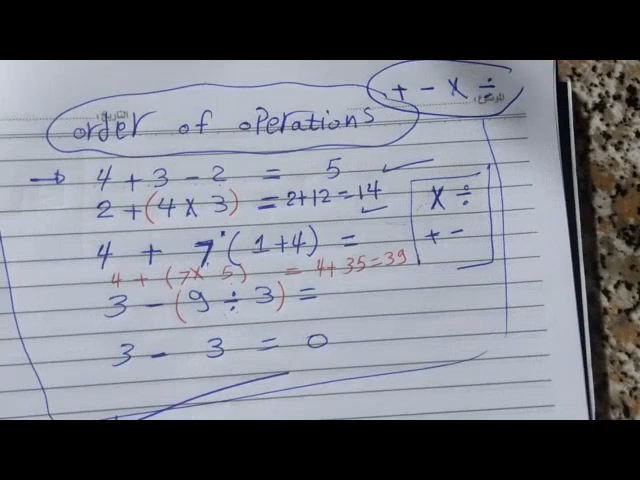 + - × ÷
order of operations
→ 4 + 3 - 2 = 5 ✓
2 + (4 × 3) = 2+12=14 ✓
× ÷
+ -
4 + 7·(1+4) =
4 + (7× 5) = 4+35=39
3 - (9 ÷ 3) =
3 - 3 = 0